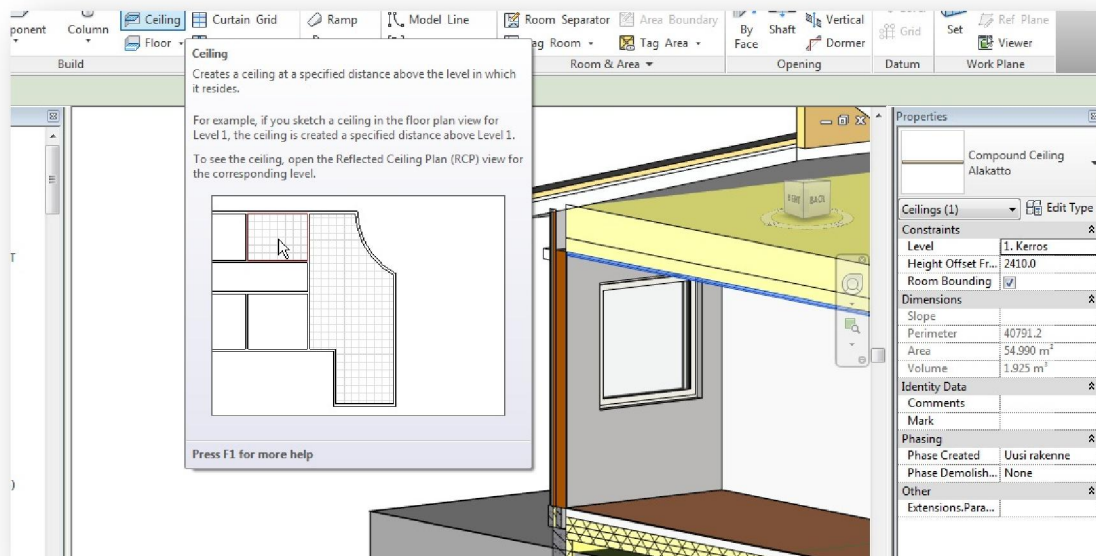 Ceiling
Curtain Grid
Ramp
Model Line
Room Separator
Area Boundary
Vertical
Ref Plane
ponent
Column
By Face
Shaft
Grid
Set
Floor
ag Room
Tag Area
Dormer
Viewer
Build
Room & Area
Opening
Datum
Work Plane
Ceiling
Creates a ceiling at a specified distance above the level in which
it resides.
For example, if you sketch a ceiling in the floor plan view for
Level 1, the ceiling is created a specified distance above Level 1.
To see the ceiling, open the Reflected Ceiling Plan (RCP) view for
the corresponding level.
Press F1 for more help
BACK
Properties
Compound Ceiling
Alakatto
Ceilings (1)
Edit Type
Constraints
Level 1. Kerros
Height Offset Fr... 2410.0
Room Bounding
Dimensions
Slope
Perimeter 40791.2
Area 54.990 m²
Volume 1.925 m³
Identity Data
Comments
Mark
Phasing
Phase Created Uusi rakenne
Phase Demolish... None
Other
Extensions.Para...